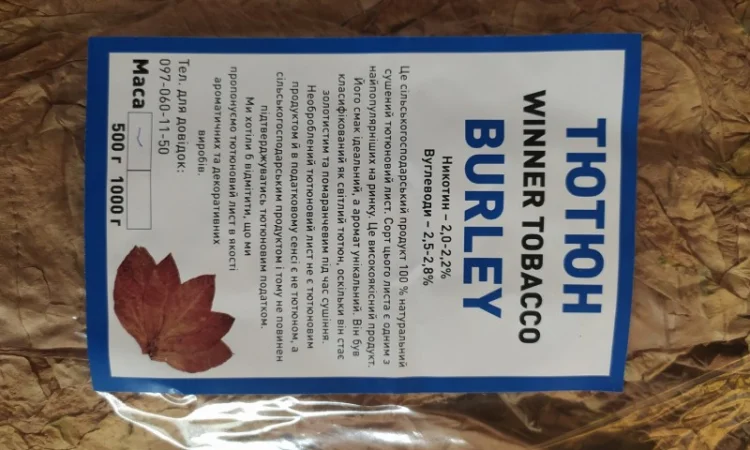 ТЮТЮН
WINNER TOBACCO
BURLEY
Никотин – 2,0-2,2%
Вуглеводи – 2,5-2,8%
Це сільськогосподарський продукт 100 % натуральний
сушений тютюновий лист. Сорт цього листа є одним з
найпопулярніших на ринку. Це високоякісний продукт.
Його смак ідеальний, а аромат унікальний. Він був
класифікований як світлий тютюн, оскільки він стає
золотистим та помаранчевим під час сушіння.
Необроблений тютюновий лист не є тютюновим
продуктом й в податковому сенсі є не тютюном, а
сільськогосподарським продуктом і тому не повинен
підтверджуватись тютюновим податком.
Ми хотіли б відмітити, що ми
пропонуємо тютюновий лист в якості
ароматичних та декоративних
виробів.
Тел. для довідок:
097-060-11-50
Маса
500 г 1000 г